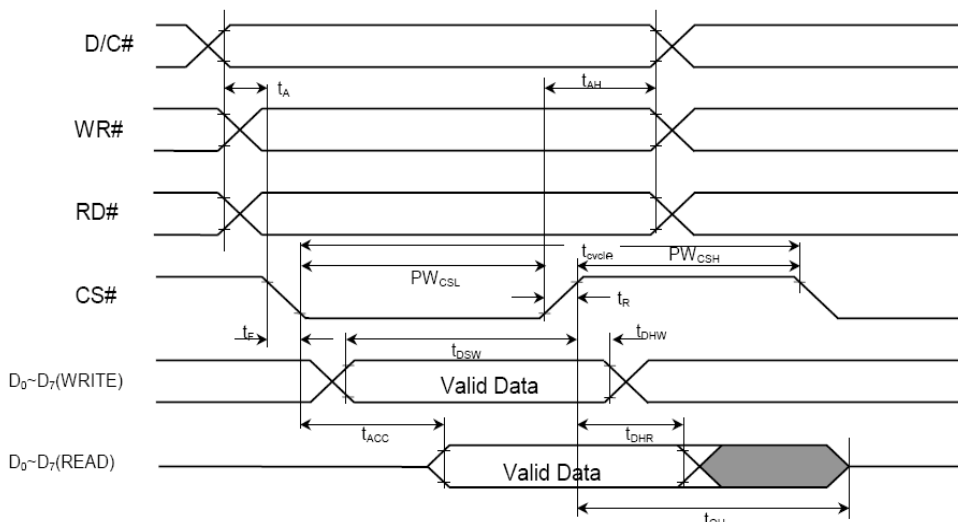 D/C#
tA
tAH
WR#
RD#
tcycle
PWCSL
PWCSH
CS#
tR
tF
tDSW
tDHW
D0~D7(WRITE)
Valid Data
tACC
tDHR
D0~D7(READ)
Valid Data